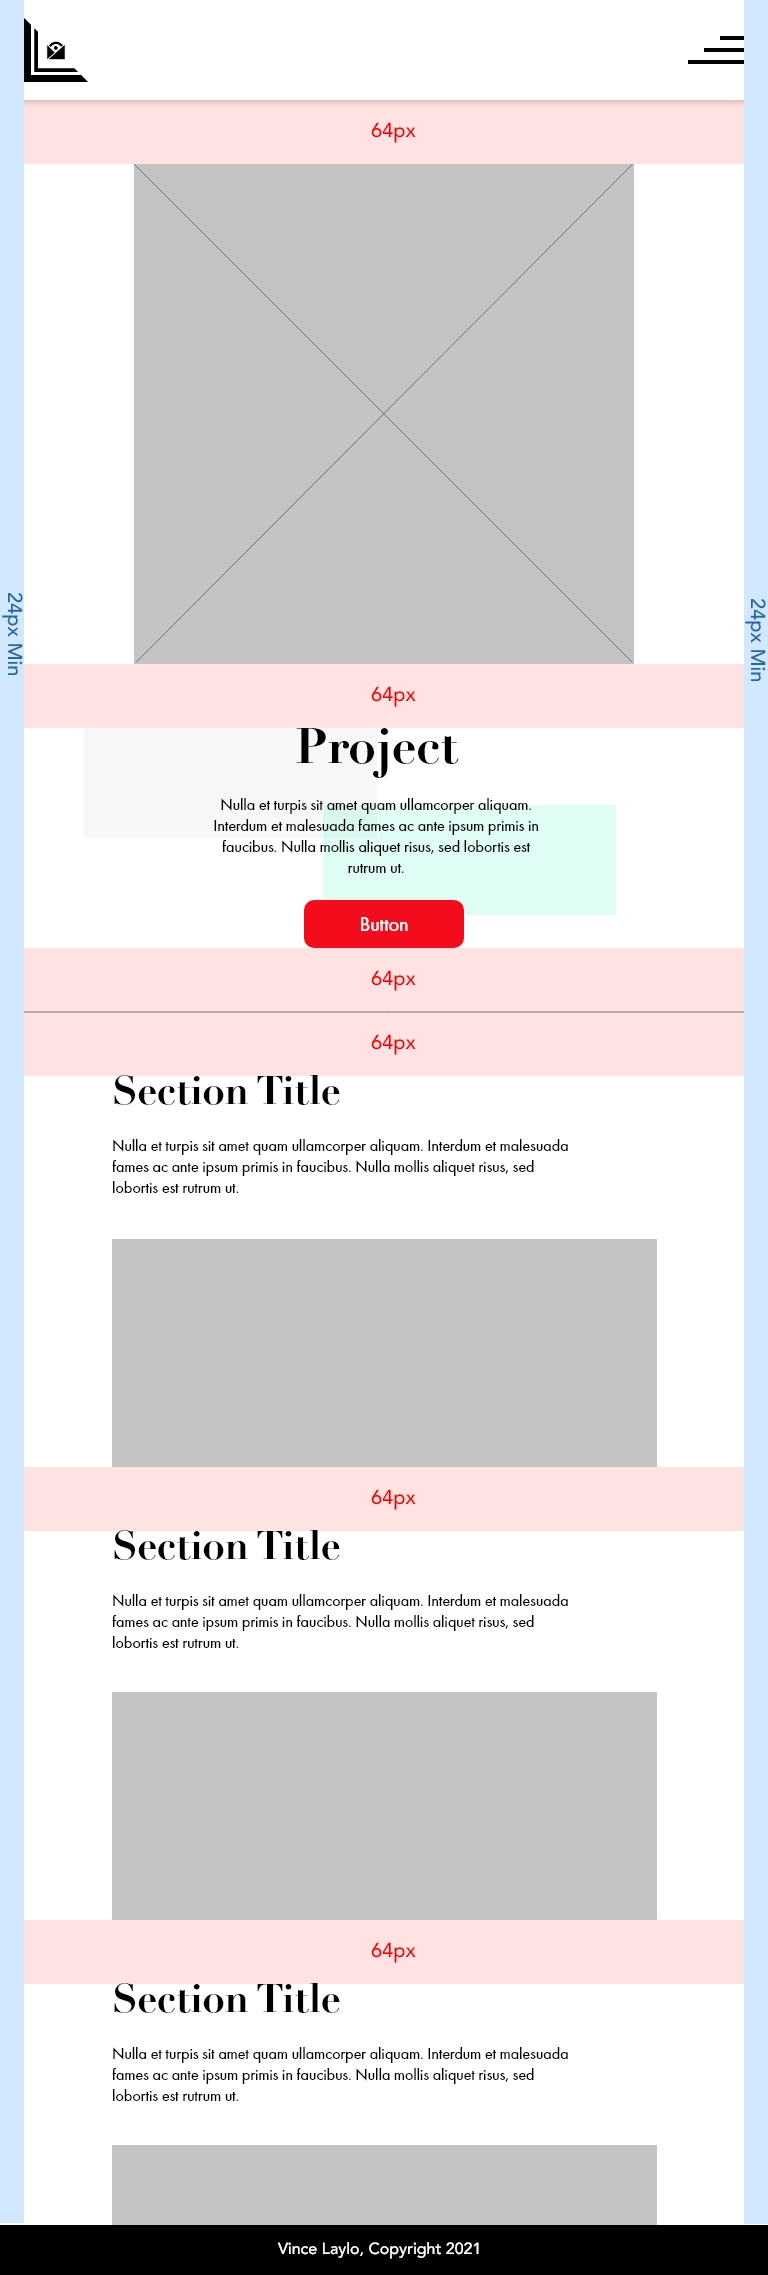 64px
24px Min
24px Min
64px
Project
Nulla et turpis sit amet quam ullamcorper aliquam.
Interdum et malesuada fames ac ante ipsum primis in
faucibus. Nulla mollis aliquet risus, sed lobortis est
rutrum ut.
Button
64px
64px
Section Title
Nulla et turpis sit amet quam ullamcorper aliquam. Interdum et malesuada
fames ac ante ipsum primis in faucibus. Nulla mollis aliquet risus, sed
lobortis est rutrum ut.
64px
Section Title
Nulla et turpis sit amet quam ullamcorper aliquam. Interdum et malesuada
fames ac ante ipsum primis in faucibus. Nulla mollis aliquet risus, sed
lobortis est rutrum ut.
64px
Section Title
Nulla et turpis sit amet quam ullamcorper aliquam. Interdum et malesuada
fames ac ante ipsum primis in faucibus. Nulla mollis aliquet risus, sed
lobortis est rutrum ut.
Vince Laylo, Copyright 2021